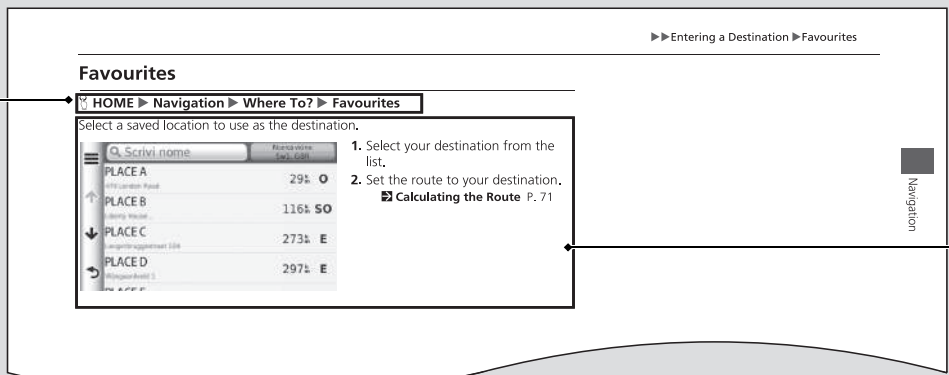 ▶▶Entering a Destination ▶Favourites
Favourites
HOME ▶ Navigation ▶ Where To? ▶ Favourites
Select a saved location to use as the destination.
Scrivi nome
PLACE A
29 O
PLACE B
116 SO
PLACE C
273 E
PLACE D
297 E
1. Select your destination from the
list.
2. Set the route to your destination.
Calculating the Route P. 71
Navigation